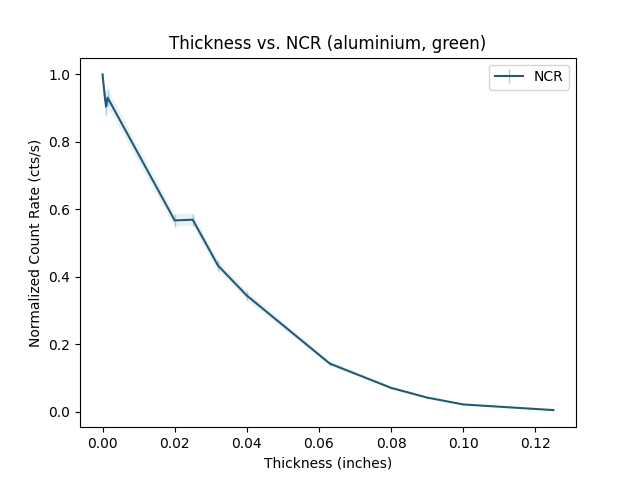 Thickness vs. NCR (aluminium, green)
NCR
1.0
0.8
0.6
0.4
0.2
0.0
Normalized Count Rate (cts/s)
0.00 0.02 0.04 0.06 0.08 0.10 0.12
Thickness (inches)